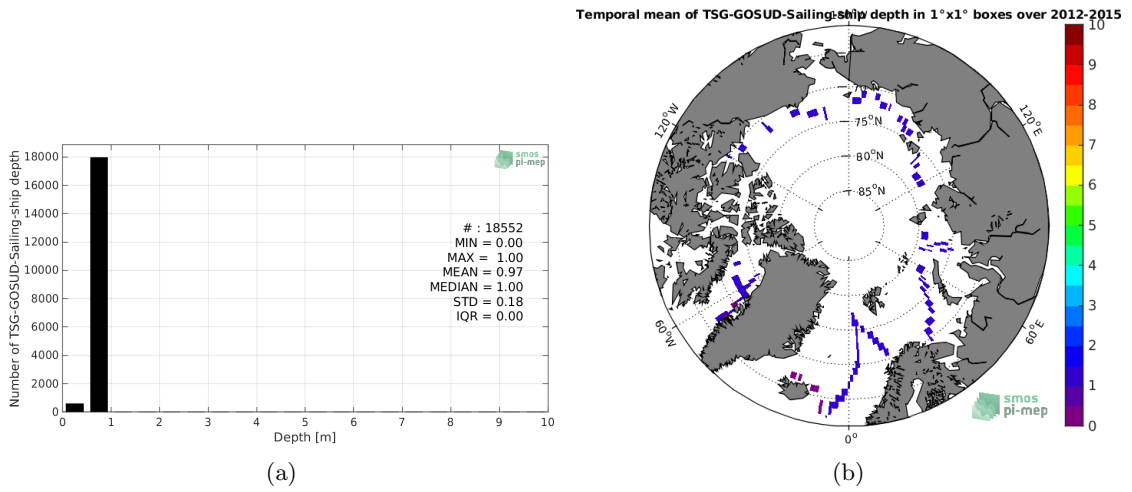 Temporal mean of TSG-GOSUD-Sailing-ship depth in 1°x1° boxes over 2012-2015
Number of TSG-GOSUD-Sailing-ship depth
18000
16000
14000
12000
10000
8000
6000
4000
2000
0
smos
pi-mep
# : 18552
MIN = 0.00
MAX = 1.00
MEAN = 0.97
MEDIAN = 1.00
STD = 0.18
IQR = 0.00
0 1 2 3 4 5 6 7 8 9 10
Depth [m]
(a)
180°W
120°W
120°E
60°W
60°E
0°
75°N
80°N
85°N
10
9
8
7
6
5
4
3
2
1
0
smos
pi-mep
(b)